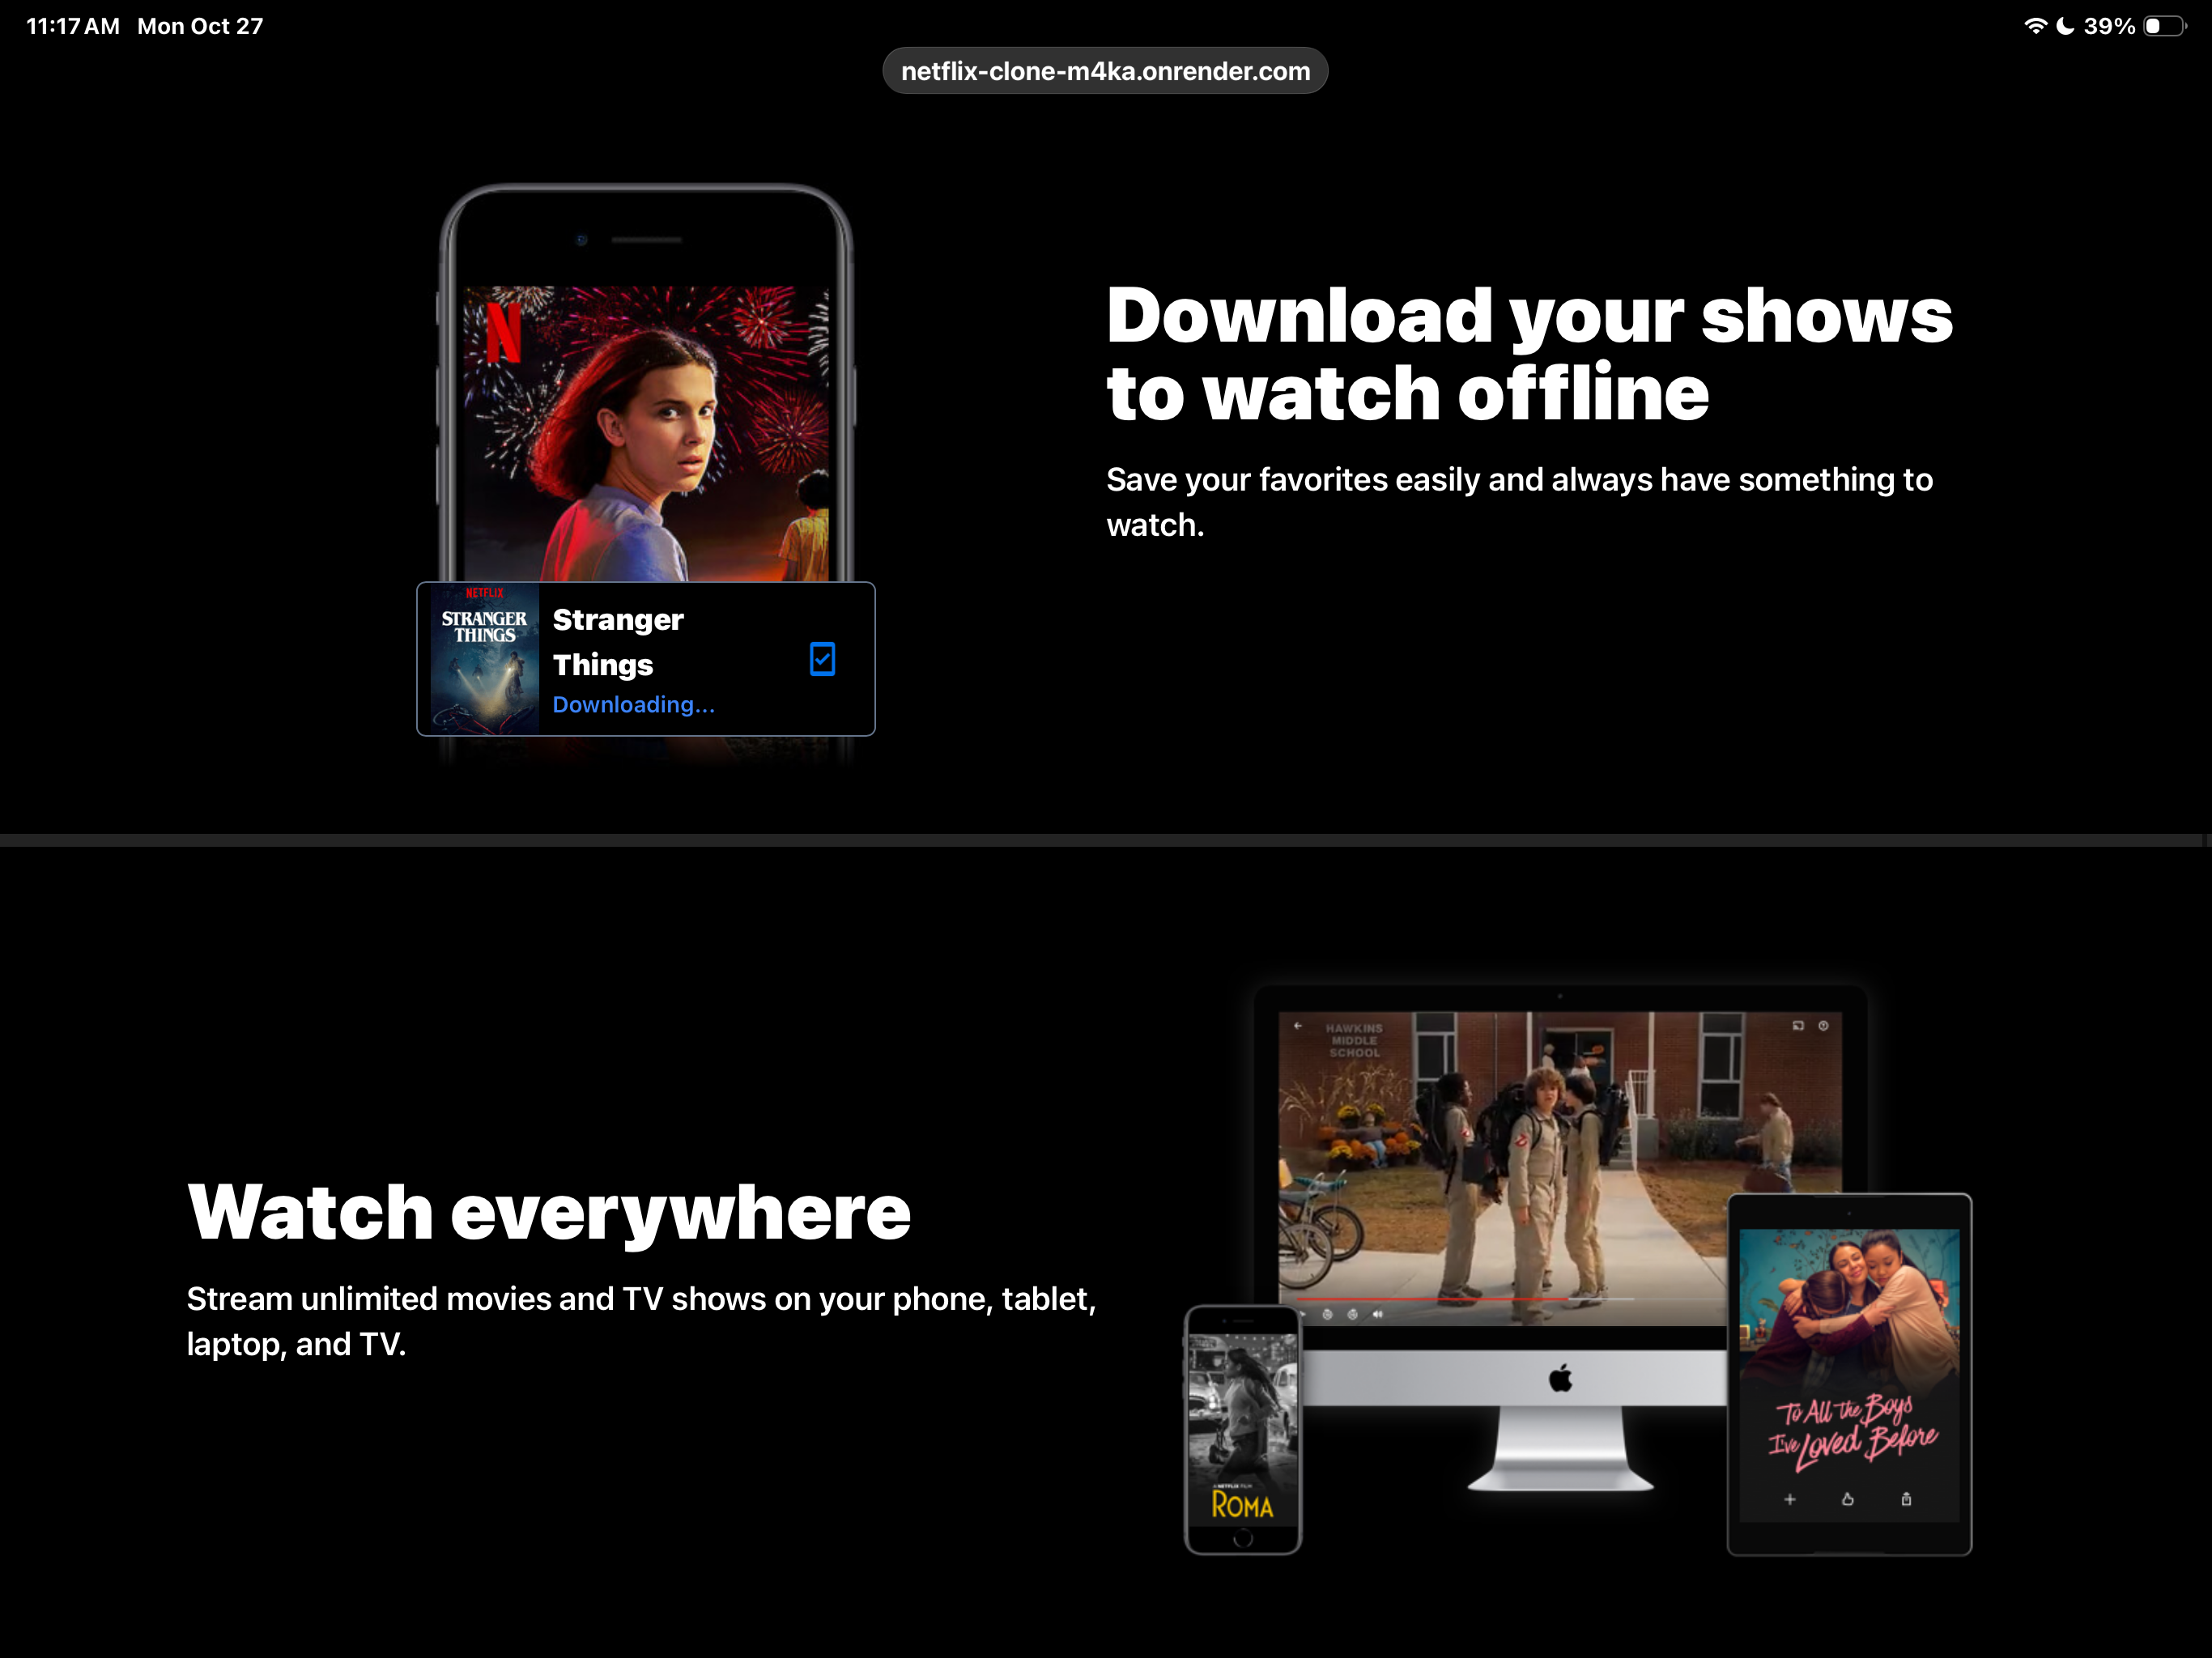 11:17 AM Mon Oct 27
39%
netflix-clone-m4ka.onrender.com
N
Download your shows
to watch offline
Save your favorites easily and always have something to
watch.
NETFLIX
STRANGER
THINGS
Stranger
Things
Downloading...
HAWKINS
MIDDLE
SCHOOL
Watch everywhere
Stream unlimited movies and TV shows on your phone, tablet,
laptop, and TV.
A NETFLIX FILM
ROMA
To All the Boys
I've Loved Before